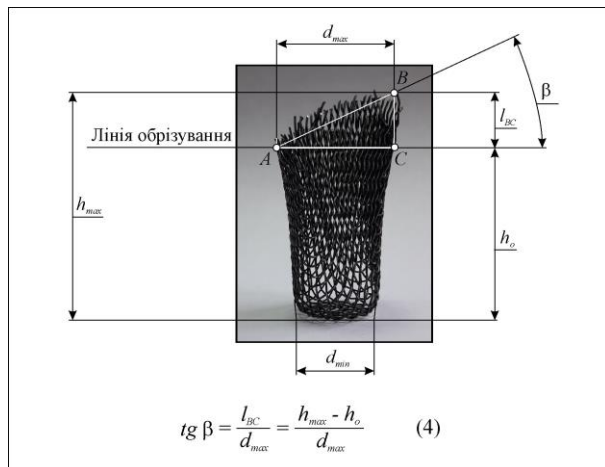 d_max
B
β
l_BC
Лінія обрізування
A
C
h_max
h_o
d_min
tg β = l_BC / d_max = (h_max - h_o) / d_max (4)